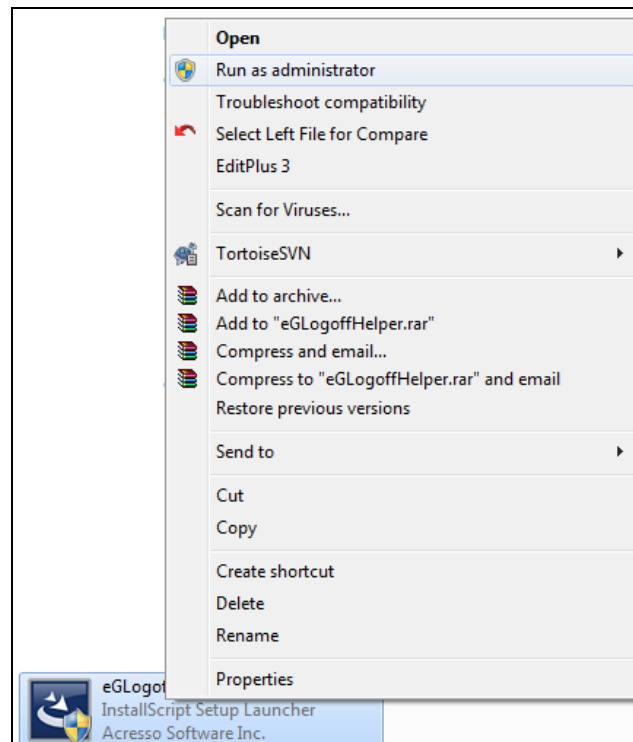 Open
Run as administrator
Troubleshoot compatibility
Select Left File for Compare
EditPlus 3
Scan for Viruses...
TortoiseSVN
Add to archive...
Add to "eGLogoffHelper.rar"
Compress and email...
Compress to "eGLogoffHelper.rar" and email
Restore previous versions
Send to
Cut
Copy
Create shortcut
Delete
Rename
Properties
eGLogof
InstallScript Setup Launcher
Acresso Software Inc.